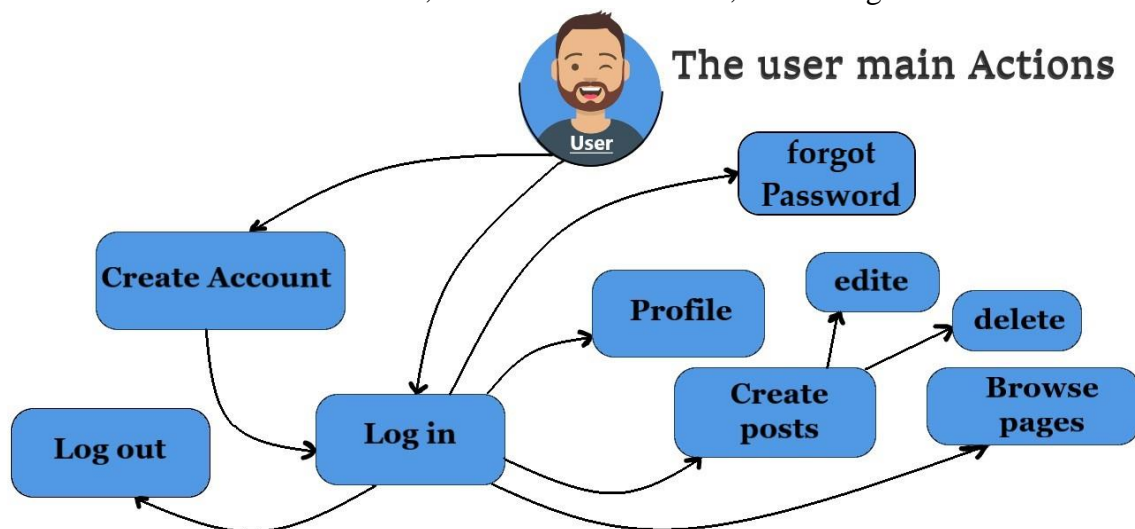 The user main Actions
User
forgot
Password
Create Account
edite
Profile
delete
Create
posts
Browse
pages
Log in
Log out